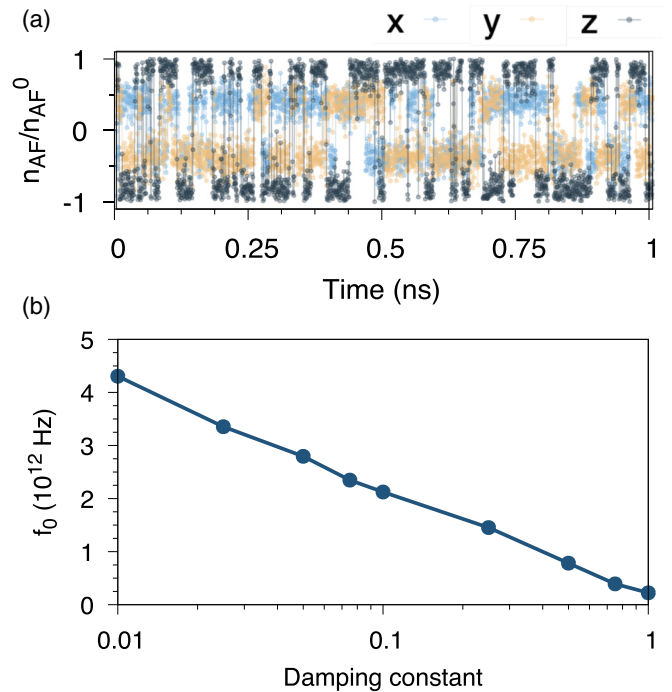 (a)
x y z
1
0
-1
n_AF/n_AF^0
0 0.25 0.5 0.75 1
Time (ns)
(b)
5
4
3
2
1
0
f_0 (10^12 Hz)
0.01 0.1 1
Damping constant